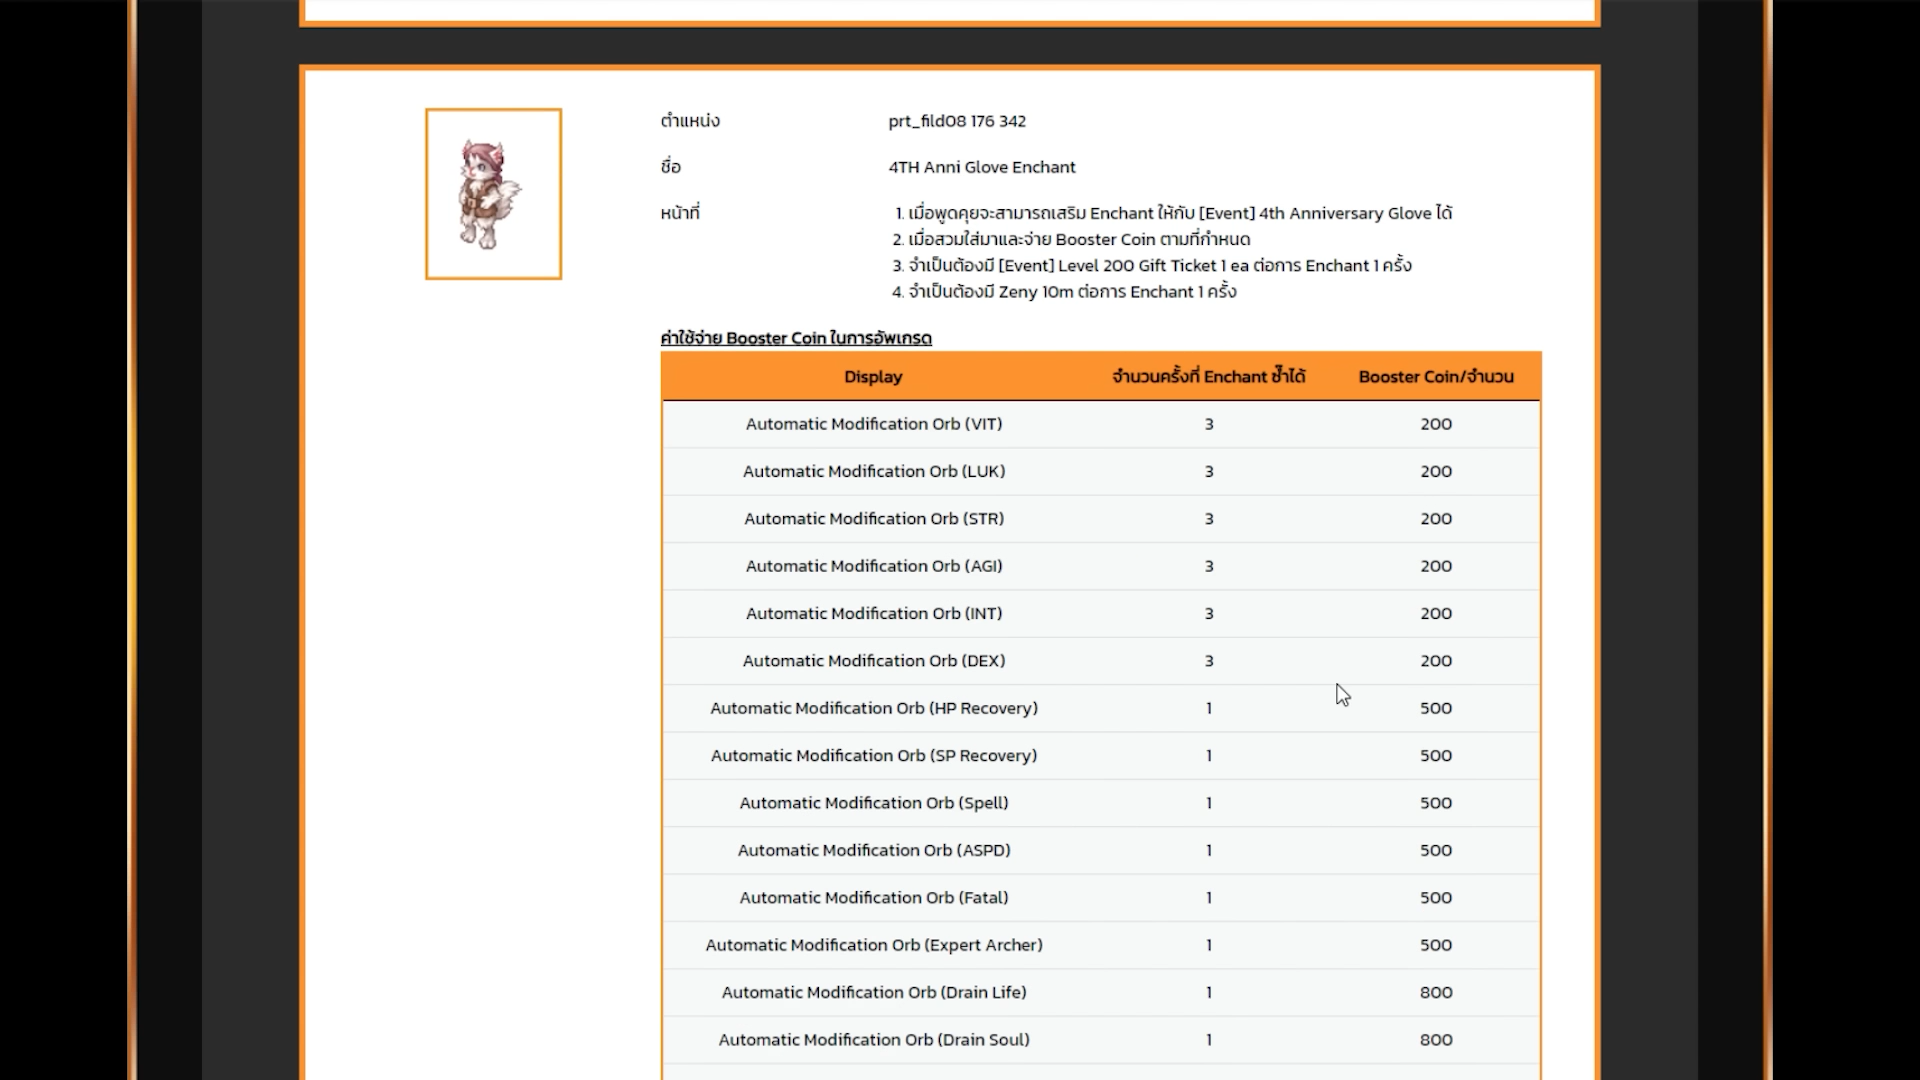 ตำแหน่ง prt_fild08 176 342
ชื่อ 4TH Anni Glove Enchant
หน้าที่ 1. เมื่อพูดคุยจะสามารถเสริม Enchant ให้กับ [Event] 4th Anniversary Glove ได้
2. เมื่อสวมใส่มาและจ่าย Booster Coin ตามที่กำหนด
3. จำเป็นต้องมี [Event] Level 200 Gift Ticket 1 ea ต่อการ Enchant 1 ครั้ง
4. จำเป็นต้องมี Zeny 10m ต่อการ Enchant 1 ครั้ง
ค่าใช้จ่าย Booster Coin ในการอัพเกรด
Display จำนวนครั้งที่ Enchant ซ้ำได้ Booster Coin/จำนวน
Automatic Modification Orb (VIT) 3 200
Automatic Modification Orb (LUK) 3 200
Automatic Modification Orb (STR) 3 200
Automatic Modification Orb (AGI) 3 200
Automatic Modification Orb (INT) 3 200
Automatic Modification Orb (DEX) 3 200
Automatic Modification Orb (HP Recovery) 1 500
Automatic Modification Orb (SP Recovery) 1 500
Automatic Modification Orb (Spell) 1 500
Automatic Modification Orb (ASPD) 1 500
Automatic Modification Orb (Fatal) 1 500
Automatic Modification Orb (Expert Archer) 1 500
Automatic Modification Orb (Drain Life) 1 800
Automatic Modification Orb (Drain Soul) 1 800